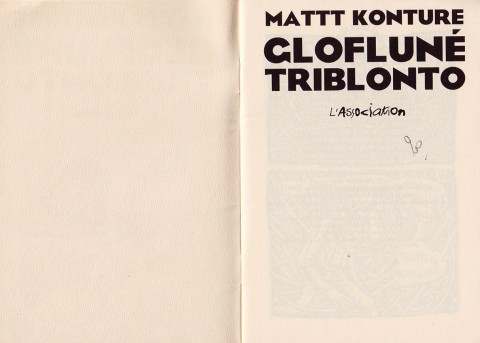 MATTT KONTURE
GLOFLUNÉ
TRIBLONTO
L'Association